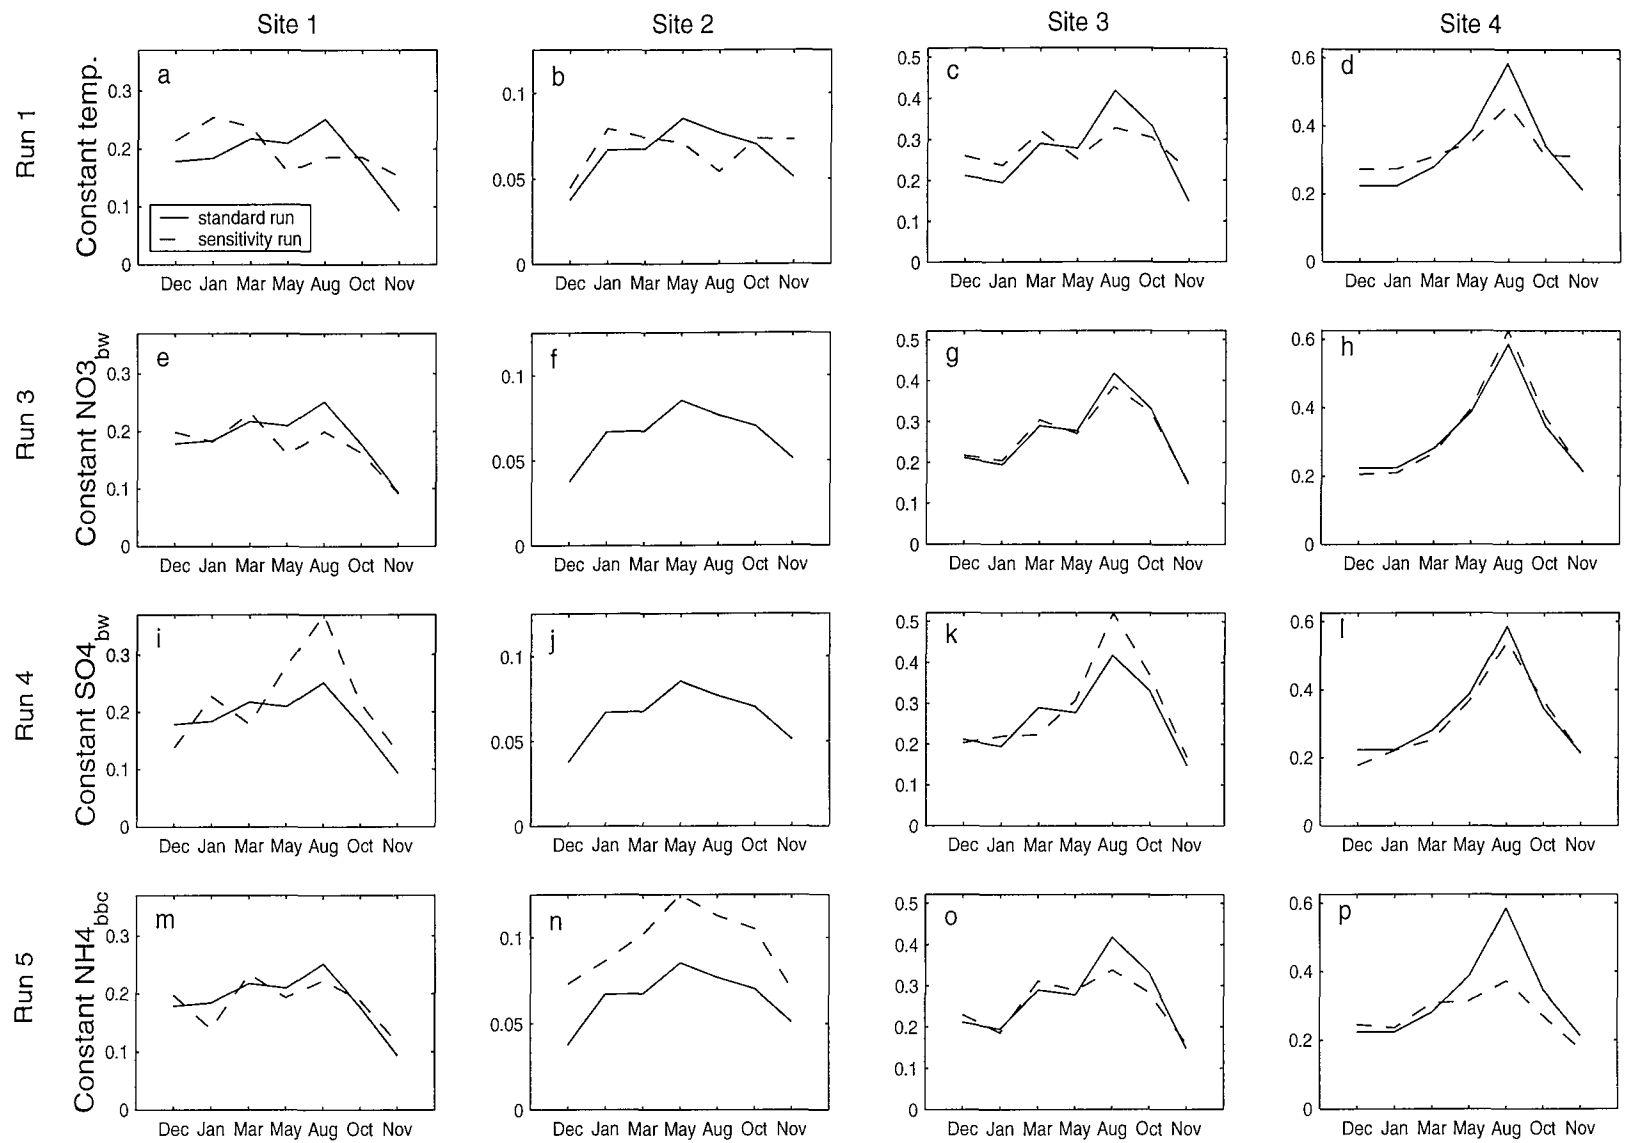 Site 1 Site 2 Site 3 Site 4
Run 1
Constant temp.
a
0.3
0.2
0.1
0
standard run
sensitivity run
Dec Jan Mar May Aug Oct Nov
b
0.1
0.05
0
Dec Jan Mar May Aug Oct Nov
c
0.5
0.4
0.3
0.2
0.1
0
Dec Jan Mar May Aug Oct Nov
d
0.6
0.4
0.2
0
Dec Jan Mar May Aug Oct Nov
Run 3
Constant NO3bw
e
0.3
0.2
0.1
0
Dec Jan Mar May Aug Oct Nov
f
0.1
0.05
0
Dec Jan Mar May Aug Oct Nov
g
0.5
0.4
0.3
0.2
0.1
0
Dec Jan Mar May Aug Oct Nov
h
0.6
0.4
0.2
0
Dec Jan Mar May Aug Oct Nov
Run 4
Constant SO4bw
i
0.3
0.2
0.1
0
Dec Jan Mar May Aug Oct Nov
j
0.1
0.05
0
Dec Jan Mar May Aug Oct Nov
k
0.5
0.4
0.3
0.2
0.1
0
Dec Jan Mar May Aug Oct Nov
l
0.6
0.4
0.2
0
Dec Jan Mar May Aug Oct Nov
Run 5
Constant NH4bbc
m
0.3
0.2
0.1
0
Dec Jan Mar May Aug Oct Nov
n
0.1
0.05
0
Dec Jan Mar May Aug Oct Nov
o
0.5
0.4
0.3
0.2
0.1
0
Dec Jan Mar May Aug Oct Nov
p
0.6
0.4
0.2
0
Dec Jan Mar May Aug Oct Nov